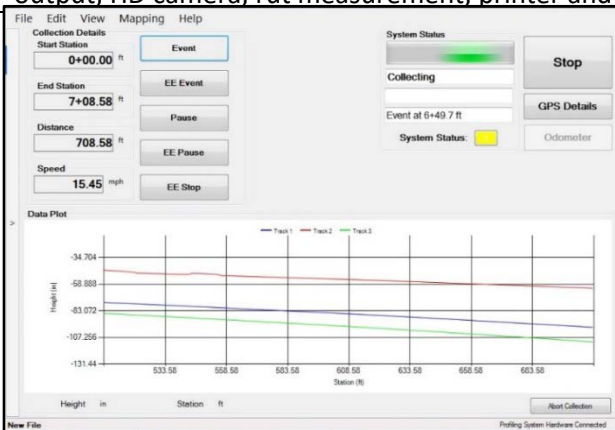 output, HD camera, rut measurement, printer and
File Edit View Mapping Help
Collection Details
Start Station
0+00.00 ft
End Station
7+08.58 ft
Distance
708.58 ft
Speed
15.45 mph
Event
EE Event
Pause
EE Pause
EE Stop
System Status
Collecting
Event at 6+49.7 ft
System Status:
Stop
GPS Details
Odometer
>
Data Plot
Track 1 Track 2 Track 3
Height [in]
-34.704
-58.888
-83.072
-107.256
-131.44
533.58 558.58 583.58 608.58 633.58 658.58 683.58
Station (ft)
Height in Station ft
Abort Collection
New File
Profiling System Hardware Connected